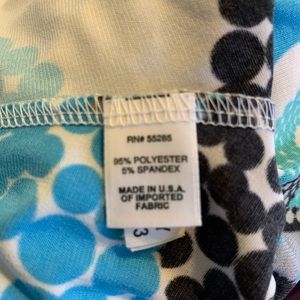 RN# 55285
95% POLYESTER
5% SPANDEX
MADE IN U.S.A.
OF IMPORTED
FABRIC